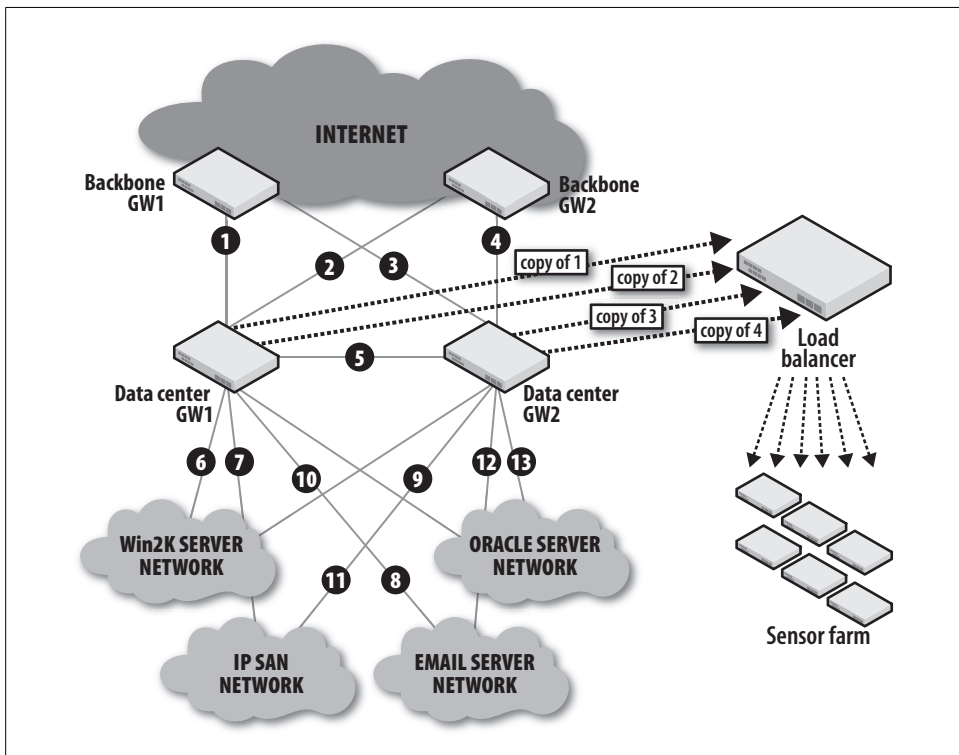 INTERNET
Backbone
GW1
Backbone
GW2
1
2
3
4
copy of 1
copy of 2
copy of 3
copy of 4
Load
balancer
5
Data center
GW1
Data center
GW2
6
7
10
9
12
13
Win2K SERVER
NETWORK
ORACLE SERVER
NETWORK
11
8
IP SAN
NETWORK
EMAIL SERVER
NETWORK
Sensor farm